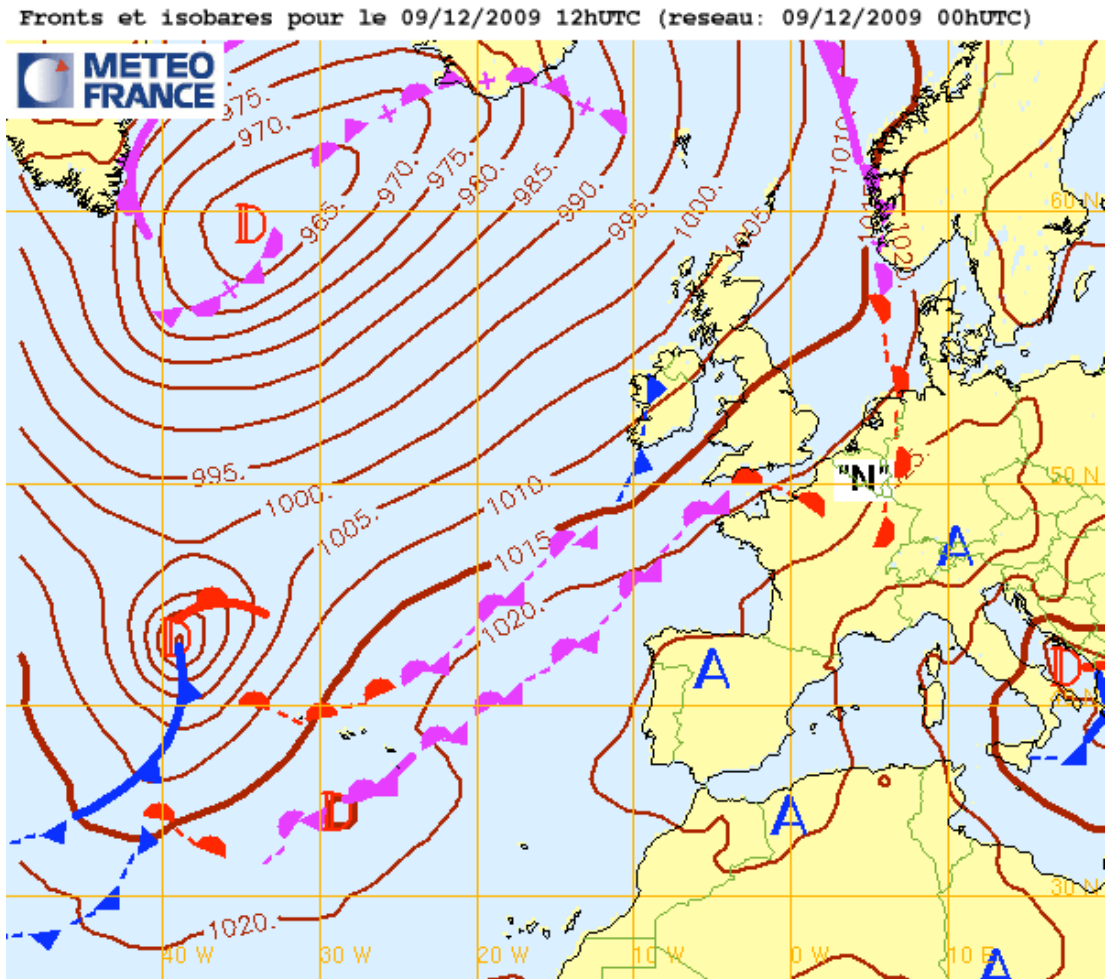 Fronts et isobares pour le 09/12/2009 12hUTC (reseau: 09/12/2009 00hUTC)
METEO
FRANCE
975.
970.
970.
975.
980.
985.
990.
995.
1000.
1005.
1010.
1015.
1020.
D
965.
60 N
995.
1000.
1005.
1010.
1015.
1020.
"N"
50 N
A
D
A
D
D
A
30 N
1020.
40 W
30 W
20 W
10 W
0 W
10 E
A